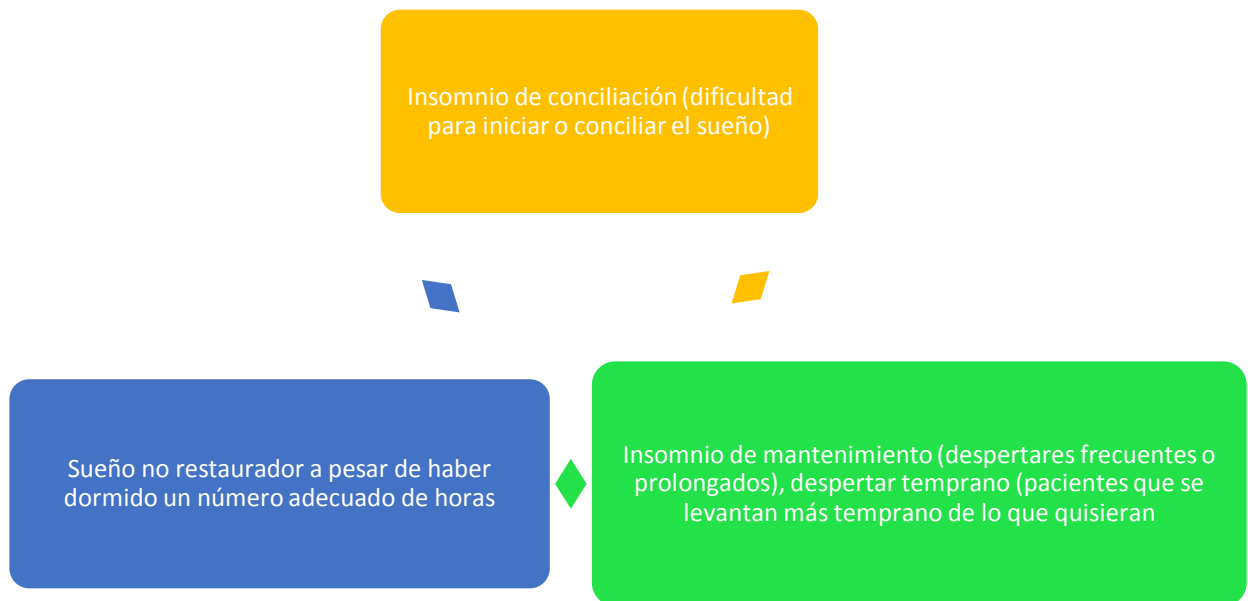 Insomnio de conciliación (dificultad
para iniciar o conciliar el sueño)
Sueño no restaurador a pesar de haber
dormido un número adecuado de horas
Insomnio de mantenimiento (despertares frecuentes o
prolongados), despertar temprano (pacientes que se
levantan más temprano de lo que quisieran